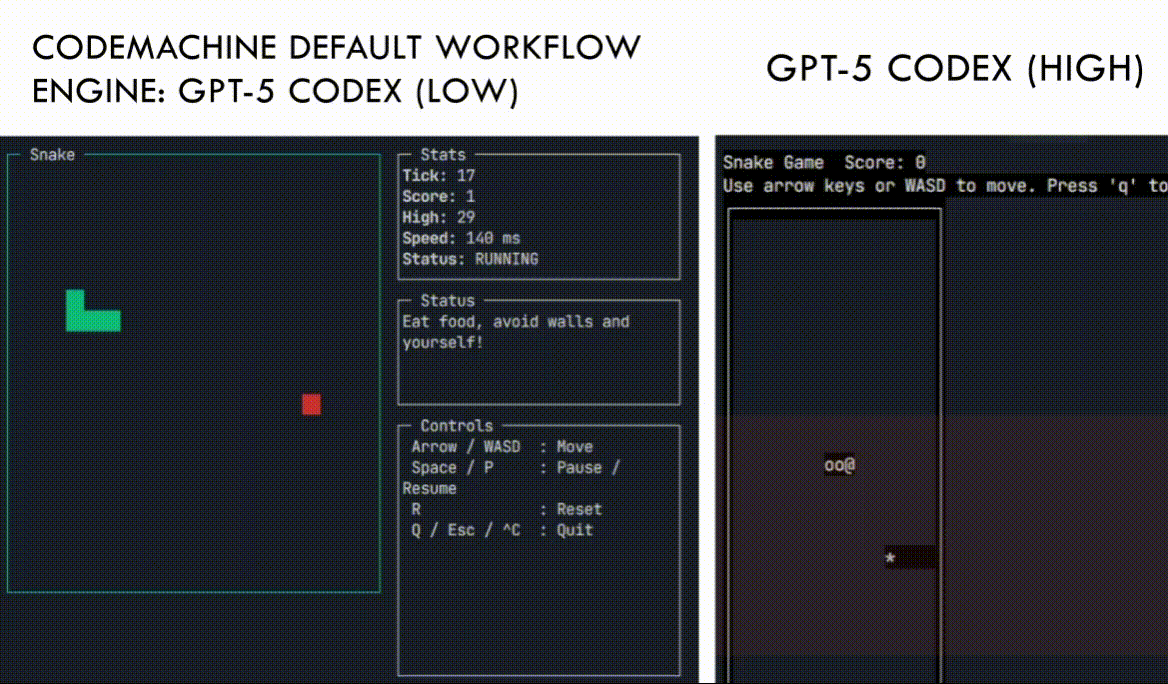 CODEMACHINE DEFAULT WORKFLOW
ENGINE: GPT-5 CODEX (LOW)
GPT-5 CODEX (HIGH)
Snake
Stats
Tick: 17
Score: 1
High: 29
Speed: 140 ms
Status: RUNNING
Status
Eat food, avoid walls and
yourself!
Controls
Arrow / WASD : Move
Space / P : Pause /
Resume
R : Reset
Q / Esc / ^C : Quit
Snake Game Score: 0
Use arrow keys or WASD to move. Press 'q' to
oo@
*